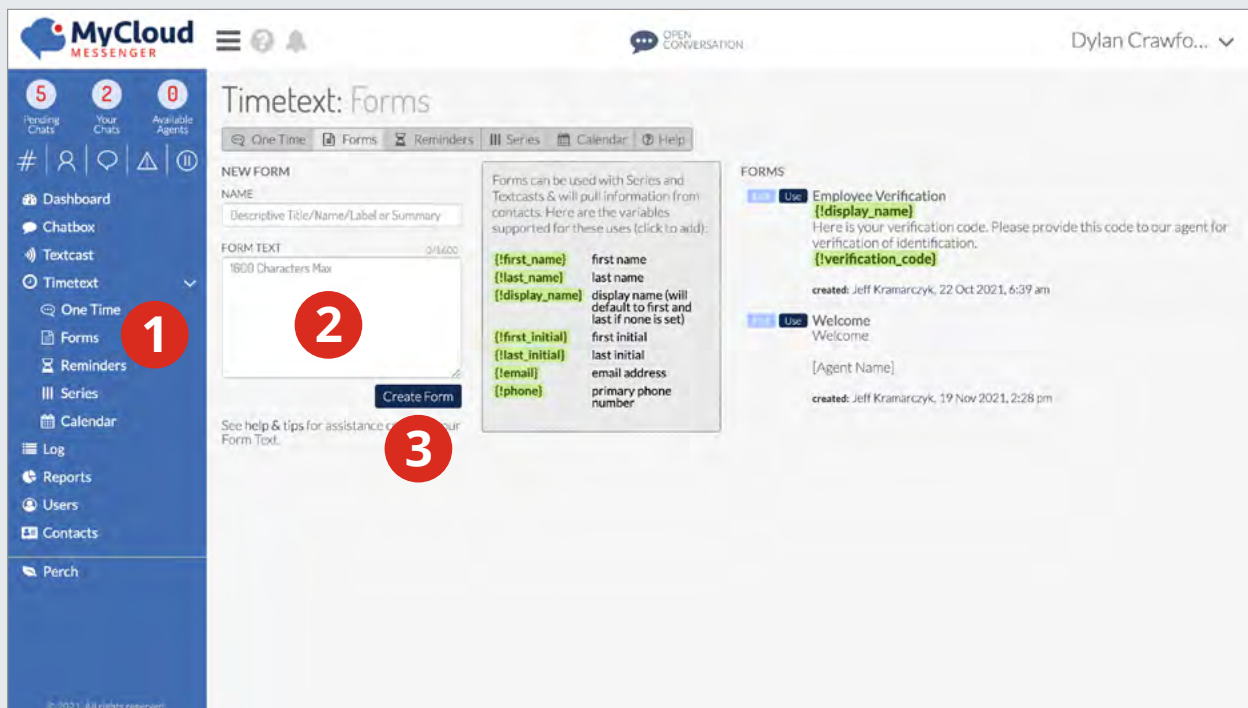 MyCloud
MESSENGER
OPEN
CONVERSATION
Dylan Crawfo...
5
2
0
Pending
Chats
Your
Chats
Available
Agents
#
Dashboard
Chatbox
Textcast
Timetext
One Time
Forms
Reminders
Series
Calendar
Log
Reports
Users
Contacts
Perch
© 2021. All rights reserved
1
Timetext: Forms
One Time
Forms
Reminders
Series
Calendar
Help
NEW FORM
NAME
Descriptive Title/Name/Label or Summary
FORM TEXT
0/1600
1600 Characters Max
2
Create Form
See help & tips for assistance c our
Form Text.
3
Forms can be used with Series and
Textcasts & will pull information from
contacts. Here are the variables
supported for these uses (click to add):
{!first_name} first name
{!last_name} last name
{!display_name} display name (will
default to first and
last if none is set)
{!first_initial} first initial
{!last_initial} last initial
{!email} email address
{!phone} primary phone
number
FORMS
Use Employee Verification
{!display_name}
Here is your verification code. Please provide this code to our agent for
verification of identification.
{!verification_code}
created: Jeff Kramarczyk, 22 Oct 2021, 6:39 am
Use Welcome
Welcome
[Agent Name]
created: Jeff Kramarczyk, 19 Nov 2021, 2:28 pm